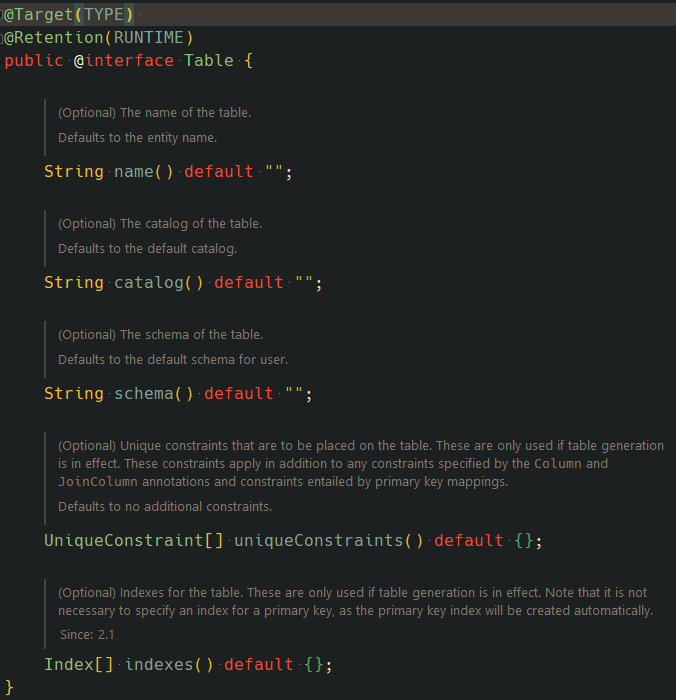 @Target(TYPE)
@Retention(RUNTIME)
public @interface Table {
(Optional) The name of the table.
Defaults to the entity name.
String name() default "";
(Optional) The catalog of the table.
Defaults to the default catalog.
String catalog() default "";
(Optional) The schema of the table.
Defaults to the default schema for user.
String schema() default "";
(Optional) Unique constraints that are to be placed on the table. These are only used if table generation
is in effect. These constraints apply in addition to any constraints specified by the Column and
JoinColumn annotations and constraints entailed by primary key mappings.
Defaults to no additional constraints.
UniqueConstraint[] uniqueConstraints() default {};
(Optional) Indexes for the table. These are only used if table generation is in effect. Note that it is not
necessary to specify an index for a primary key, as the primary key index will be created automatically.
Since: 2.1
Index[] indexes() default {};
}